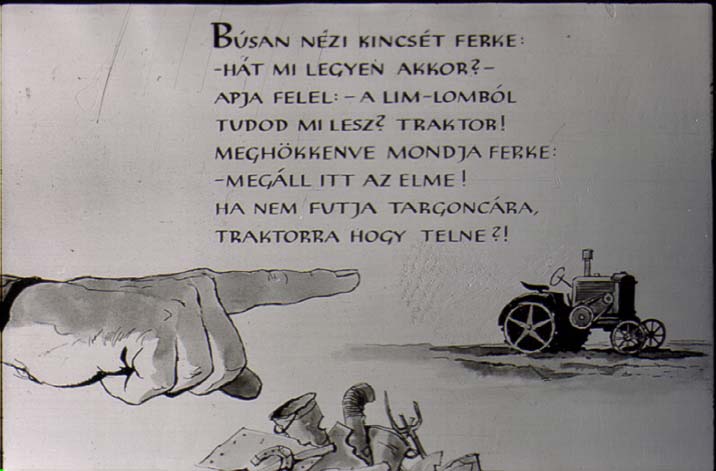 BÚSAN NÉZI KINCSÉT FERKE:
-HÁT MI LEGYEN AKKOR?-
APJA FELEL: - A LIM-LOMBÓL
TUDOD MI LESZ? TRAKTOR!
MEGHÖKKENVE MONDJA FERKE:
-MEGÁLL ITT AZ ELME!
HA NEM FUTJA TARGONCÁRA,
TRAKTORRA HOGY TELNE?!